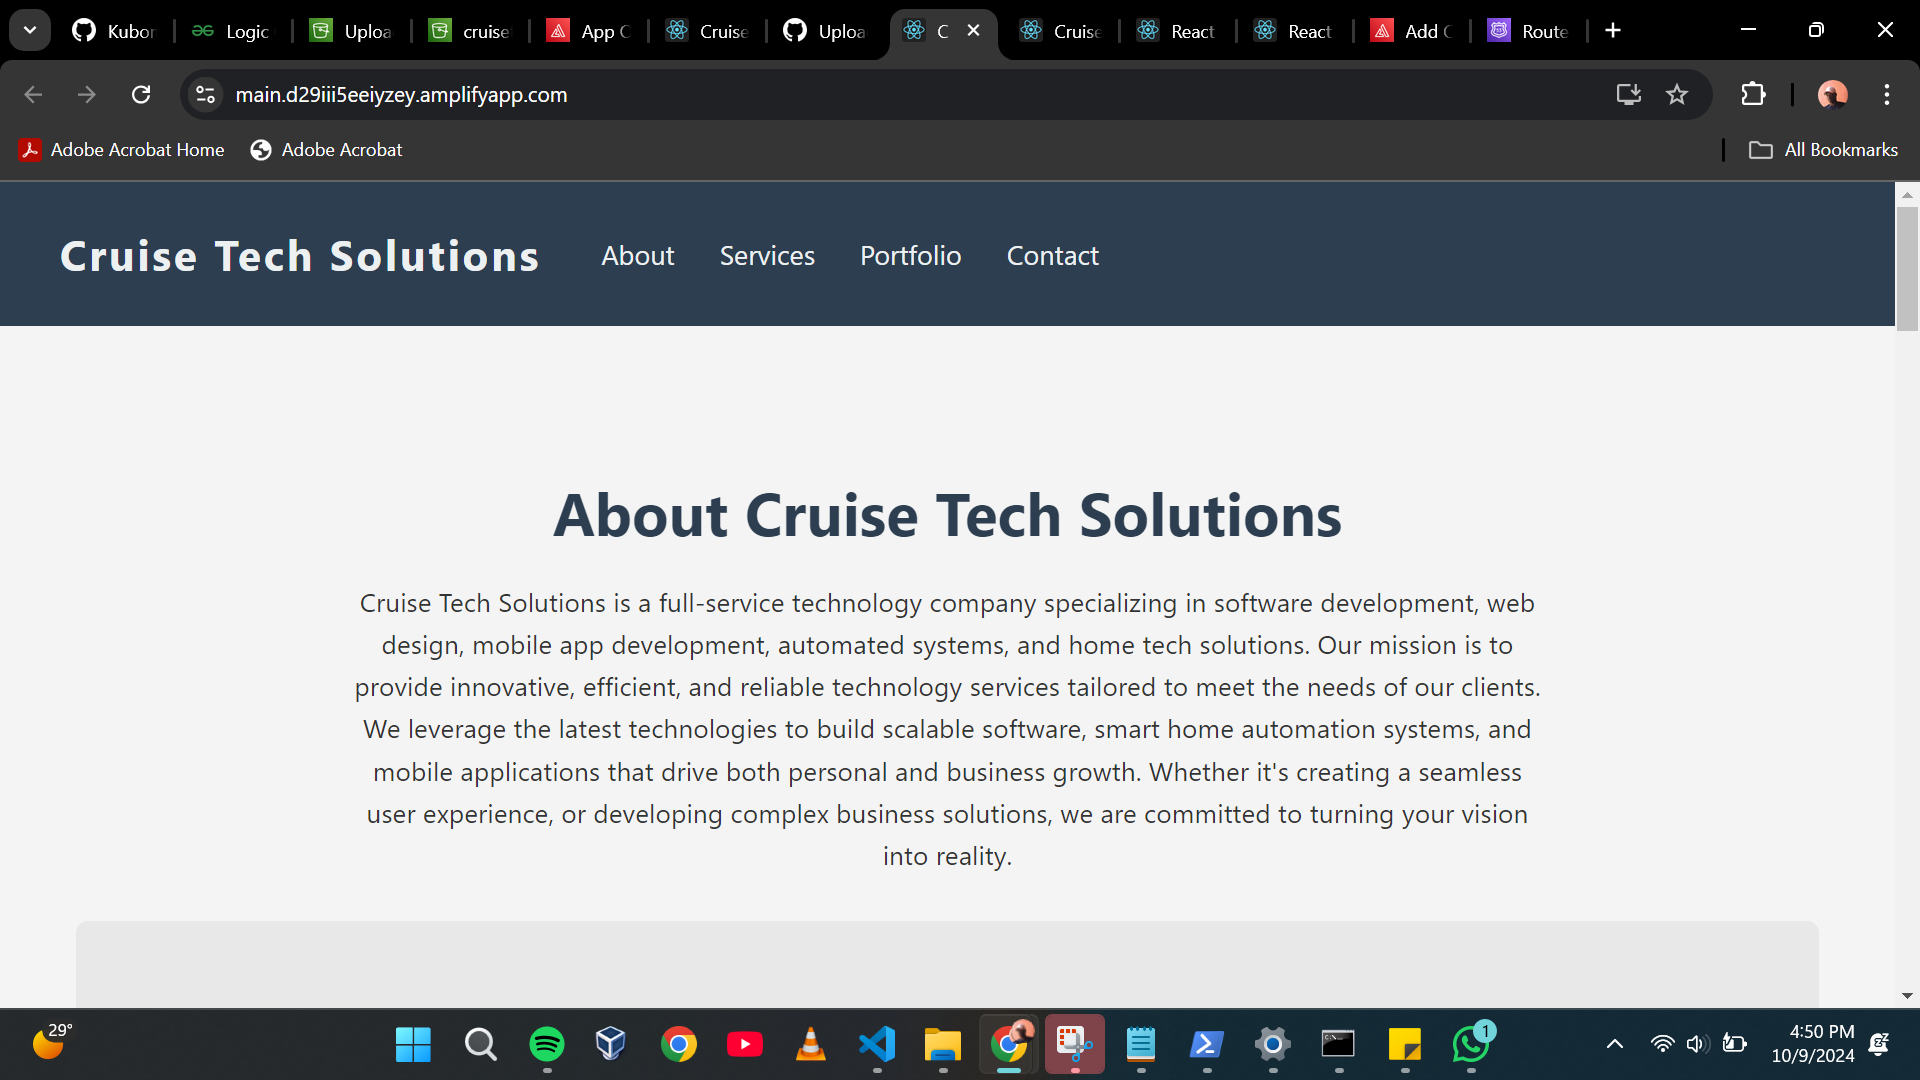 Kubor
Logic
Uploa
cruise
App C
Cruise
Uploa
C
Cruise
React
React
Add C
Route
main.d29iii5eeiyzey.amplifyapp.com
Adobe Acrobat Home
Adobe Acrobat
All Bookmarks
Cruise Tech Solutions
About
Services
Portfolio
Contact
About Cruise Tech Solutions
Cruise Tech Solutions is a full-service technology company specializing in software development, web
design, mobile app development, automated systems, and home tech solutions. Our mission is to
provide innovative, efficient, and reliable technology services tailored to meet the needs of our clients.
We leverage the latest technologies to build scalable software, smart home automation systems, and
mobile applications that drive both personal and business growth. Whether it's creating a seamless
user experience, or developing complex business solutions, we are committed to turning your vision
into reality.
29°
1
4:50 PM
10/9/2024